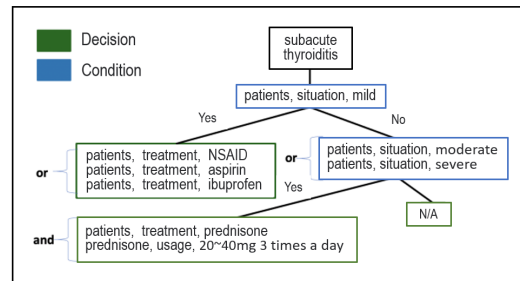 Decision
Condition
subacute
thyroiditis
patients, situation, mild
Yes
No
or
patients, treatment, NSAID
patients, treatment, aspirin
patients, treatment, ibuprofen
or
patients, situation, moderate
patients, situation, severe
Yes
N/A
and
patients, treatment, prednisone
prednisone, usage, 20~40mg 3 times a day